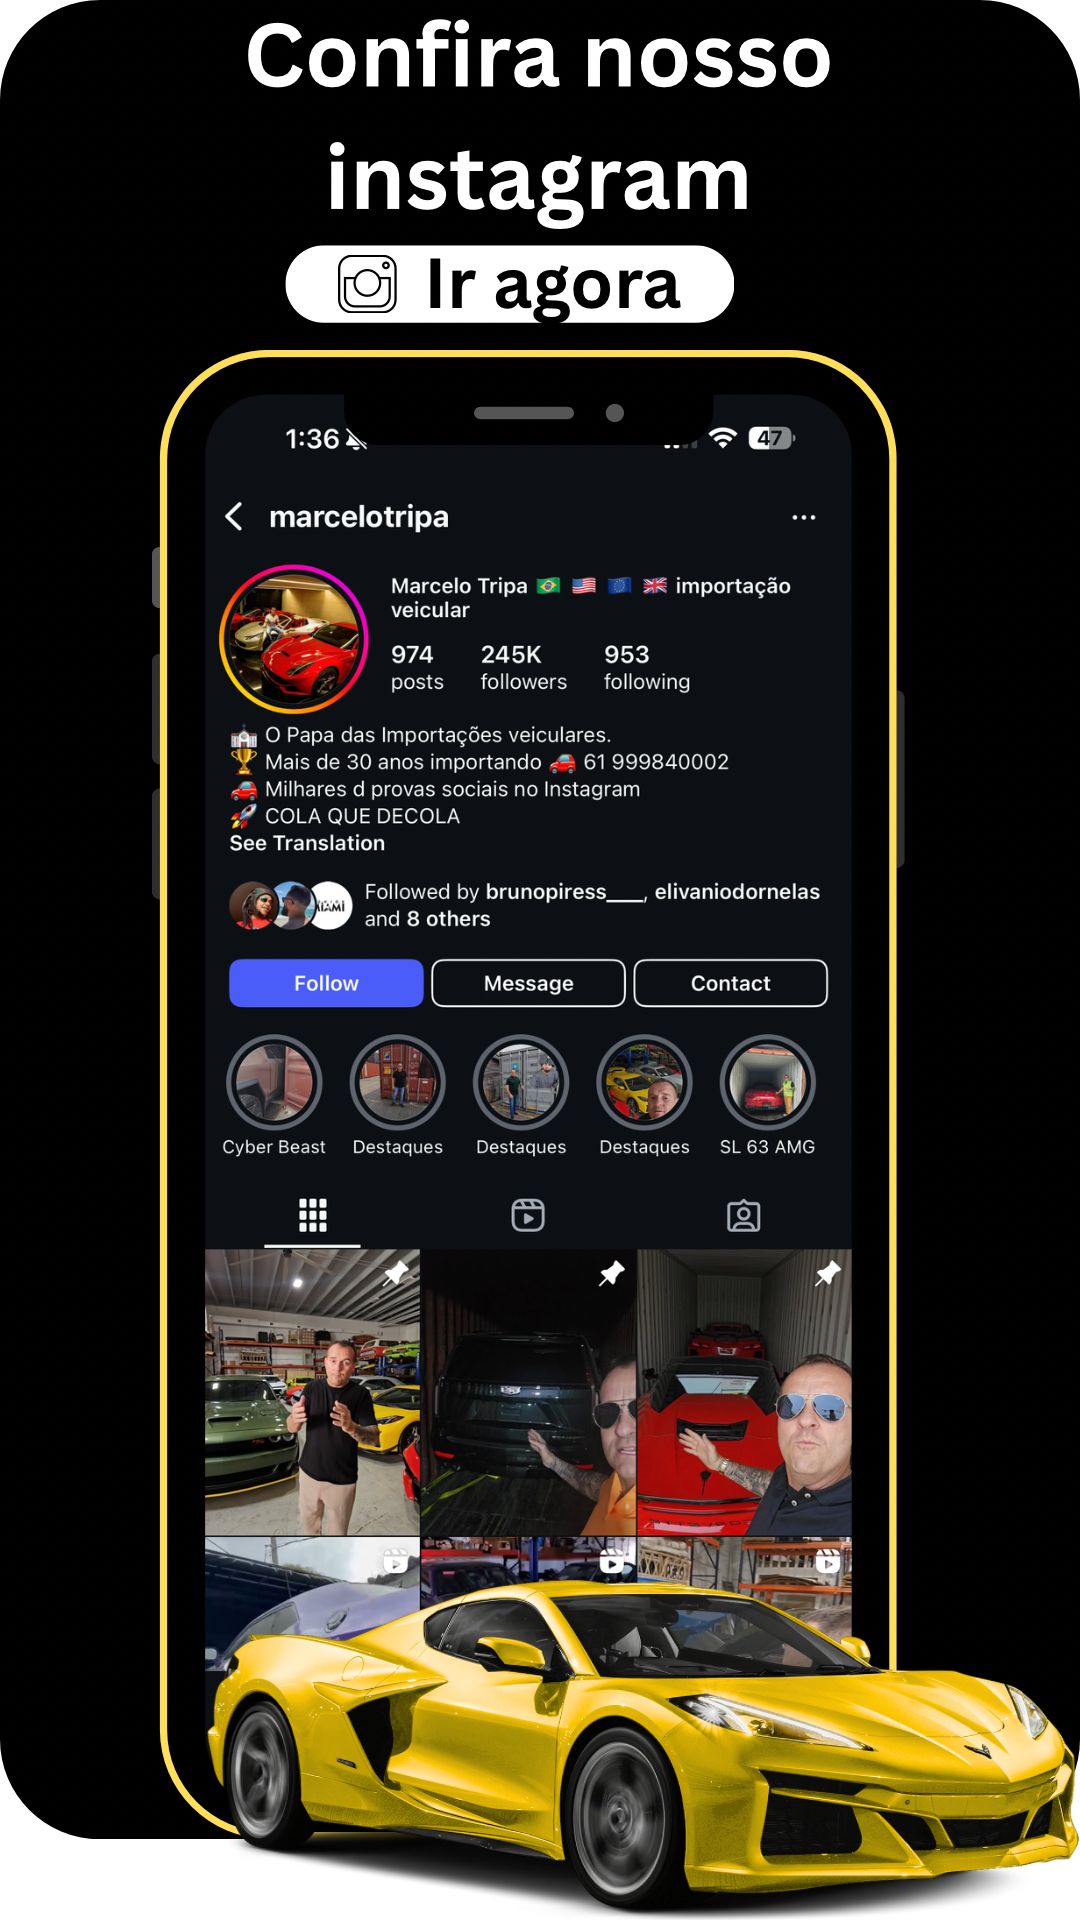 Confira nosso
instagram
Ir agora
1:36
47
marcelotripa
Marcelo Tripa 🇧🇷 🇺🇸 🇪🇺 🇬🇧 importação
veicular
974 245K 953
posts followers following
💒 O Papa das Importações veiculares.
🏆 Mais de 30 anos importando 🚗 61 999840002
🚗 Milhares d provas sociais no Instagram
🚀 COLA QUE DECOLA
See Translation
Followed by brunopiress___, elivaniodornelas
and 8 others
Follow Message Contact
Cyber Beast Destaques Destaques Destaques SL 63 AMG